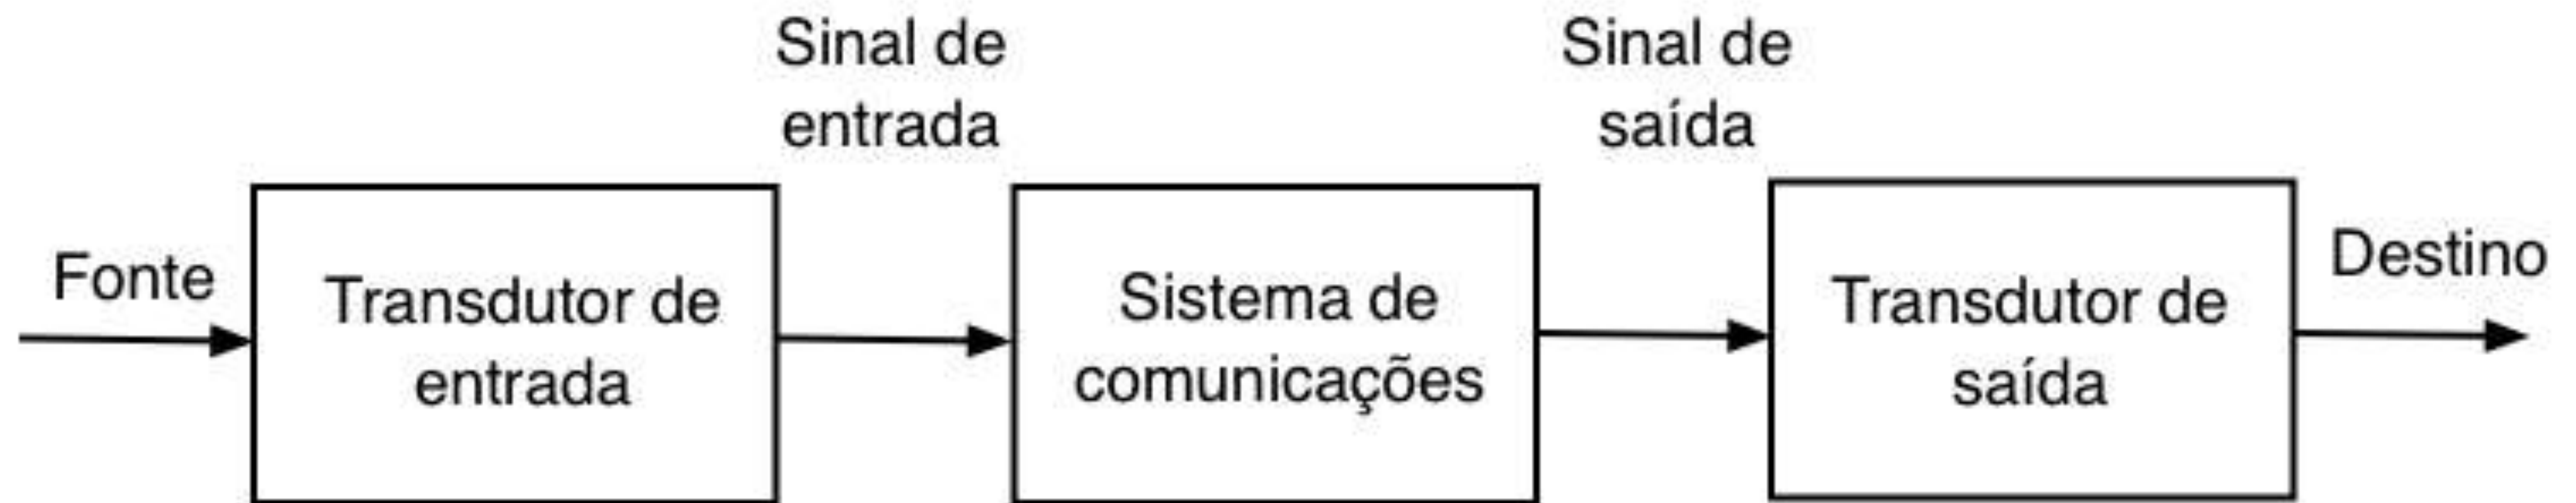 Sinal de
entrada
Sinal de
saída
Fonte
Transdutor de
entrada
Sistema de
comunicações
Transdutor de
saída
Destino